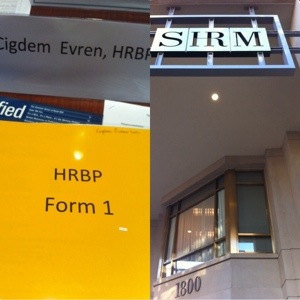 Cigdem Evren, HRBP
fied
HRBP
Form 1
SHRM
1800